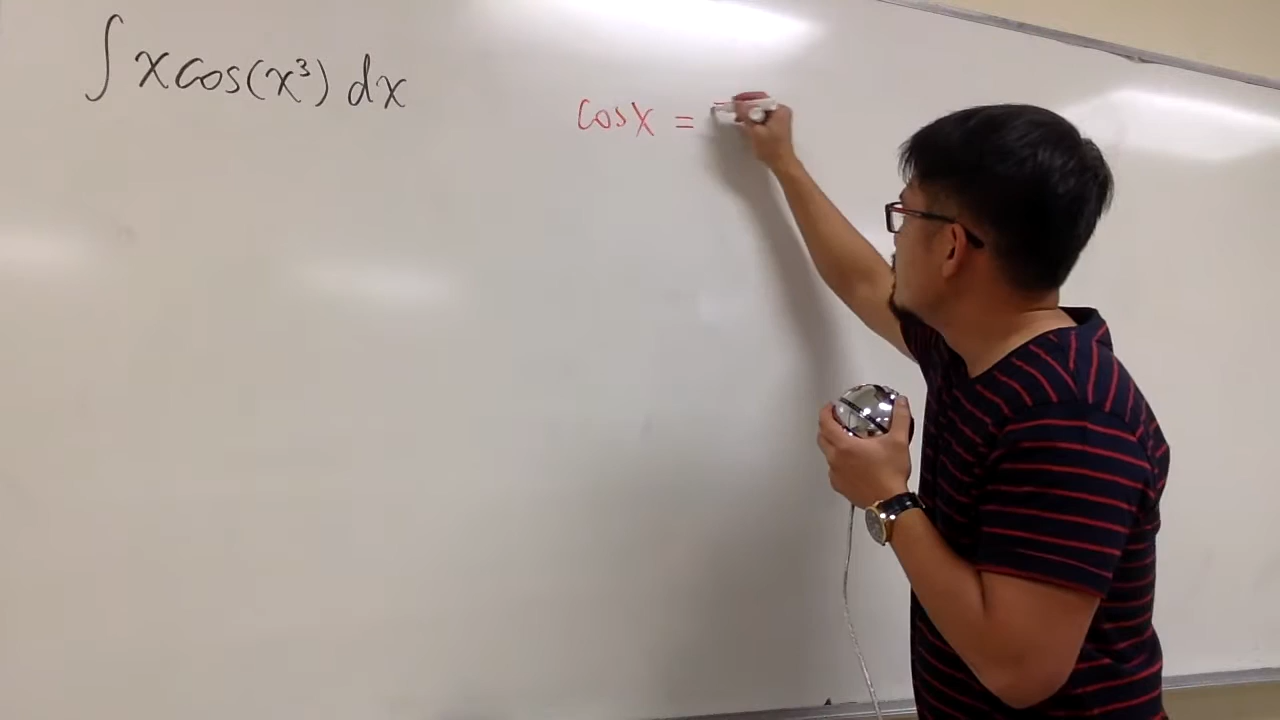 ∫ x cos(x³) dx
cos x =